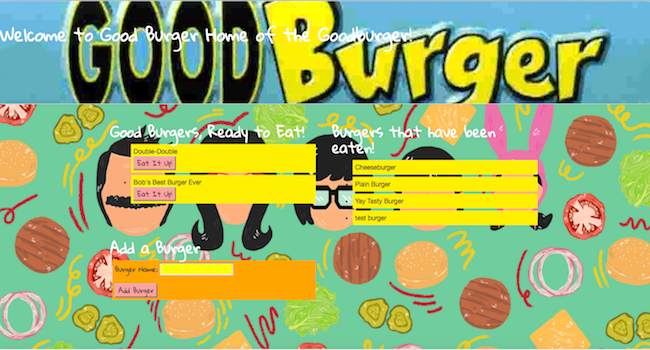 GOOD Burger
Welcome to Good Burger Home of the Goodburger!
Good Burgers, Ready to Eat!
Double-Double
Eat It Up!
Bob's Best Burger Ever
Eat It Up!
Burgers that have been
eaten!
Cheeseburger
Plain Burger
Yay Tasty Burger
test burger
Add a Burger
Burger Name:
Add Burger